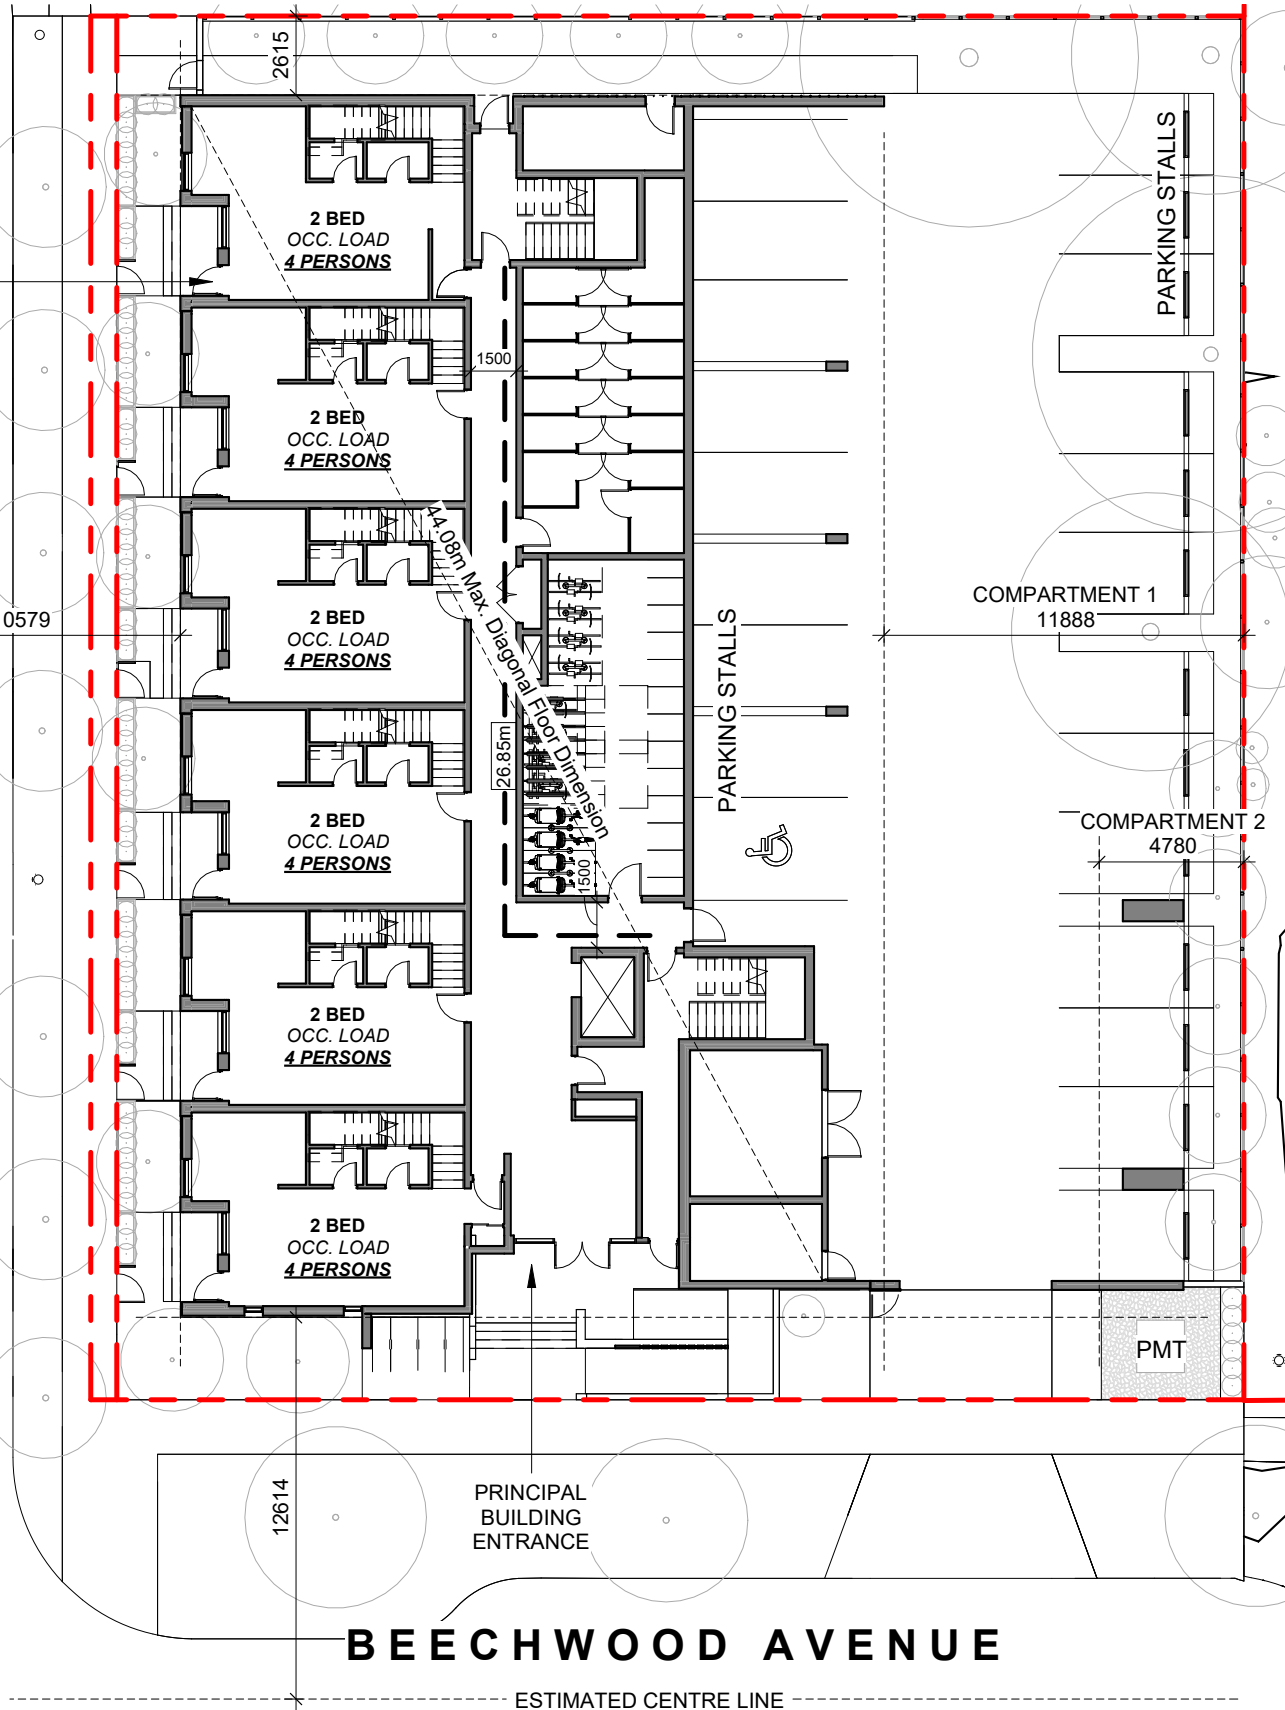 2615
PARKING STALLS
2 BED
OCC. LOAD
4 PERSONS
1500
2 BED
OCC. LOAD
4 PERSONS
44.08m Max. Diagonal Floor Dimension
2 BED
OCC. LOAD
4 PERSONS
0579
COMPARTMENT 1
11888
PARKING STALLS
26.85m
2 BED
OCC. LOAD
4 PERSONS
COMPARTMENT 2
4780
1500
2 BED
OCC. LOAD
4 PERSONS
2 BED
OCC. LOAD
4 PERSONS
PMT
12614
PRINCIPAL
BUILDING
ENTRANCE
BEECHWOOD AVENUE
ESTIMATED CENTRE LINE